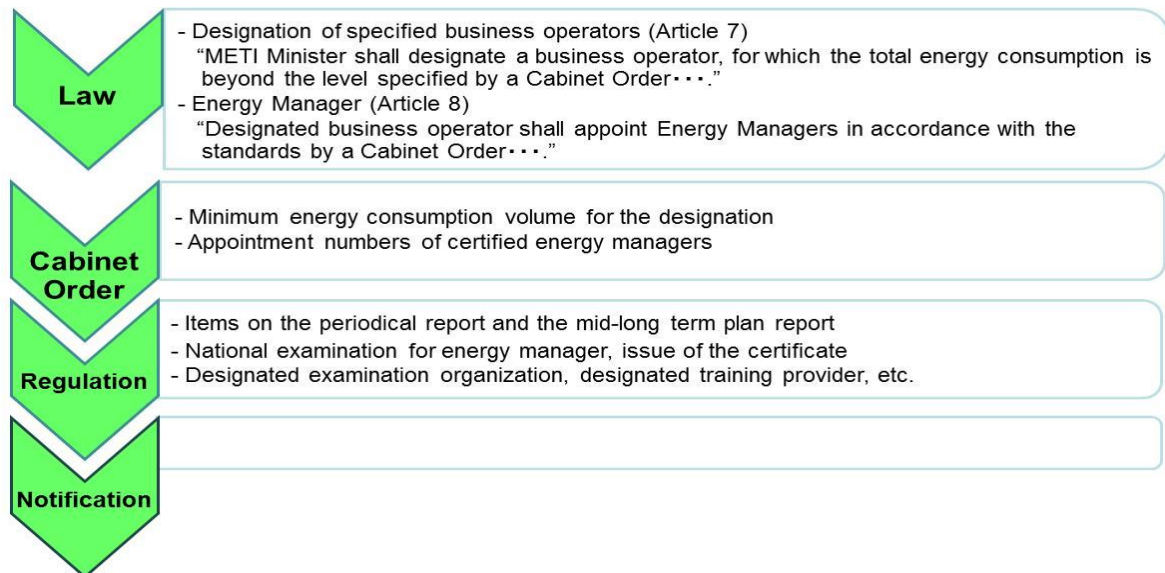 Law
- Designation of specified business operators (Article 7)
“METI Minister shall designate a business operator, for which the total energy consumption is
beyond the level specified by a Cabinet Order･･･.”
- Energy Manager (Article 8)
“Designated business operator shall appoint Energy Managers in accordance with the
standards by a Cabinet Order･･･.”
Cabinet
Order
- Minimum energy consumption volume for the designation
- Appointment numbers of certified energy managers
Regulation
- Items on the periodical report and the mid-long term plan report
- National examination for energy manager, issue of the certificate
- Designated examination organization, designated training provider, etc.
Notification